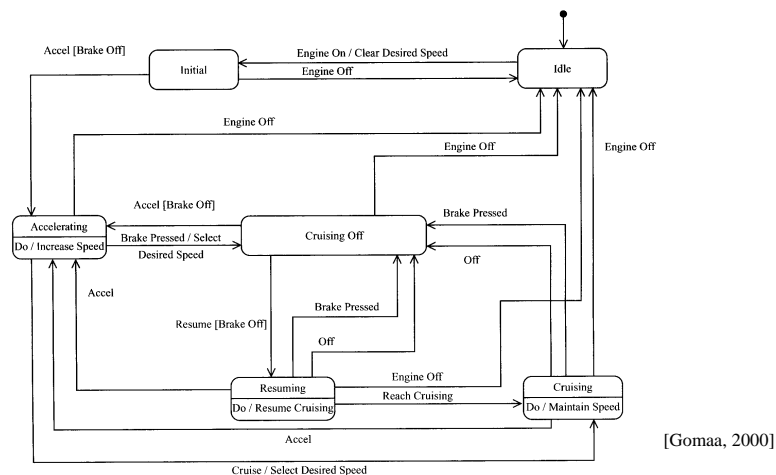 Accel [Brake Off]
Engine On / Clear Desired Speed
Initial
Idle
Engine Off
Engine Off
Engine Off
Engine Off
Accel [Brake Off]
Brake Pressed
Accelerating
Do / Increase Speed
Brake Pressed / Select
Desired Speed
Cruising Off
Off
Accel
Brake Pressed
Resume [Brake Off]
Off
Resuming
Do / Resume Cruising
Engine Off
Reach Cruising
Cruising
Do / Maintain Speed
Accel
[Gomaa, 2000]
Cruise / Select Desired Speed